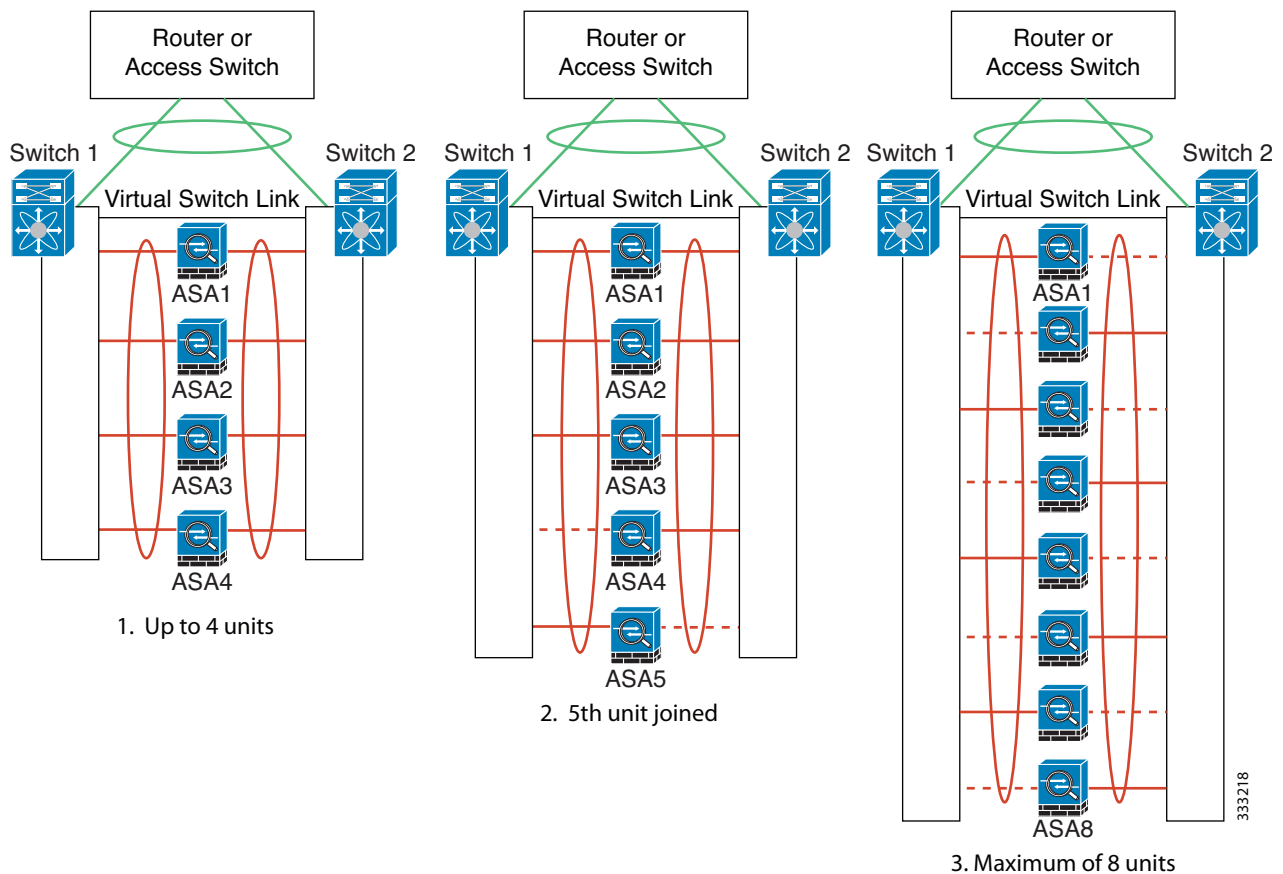 Router or
Access Switch
Switch 1
Switch 2
Virtual Switch Link
ASA1
ASA2
ASA3
ASA4
1. Up to 4 units
Router or
Access Switch
Switch 1
Switch 2
Virtual Switch Link
ASA1
ASA2
ASA3
ASA4
ASA5
2. 5th unit joined
Router or
Access Switch
Switch 1
Switch 2
Virtual Switch Link
ASA1
ASA8
333218
3. Maximum of 8 units